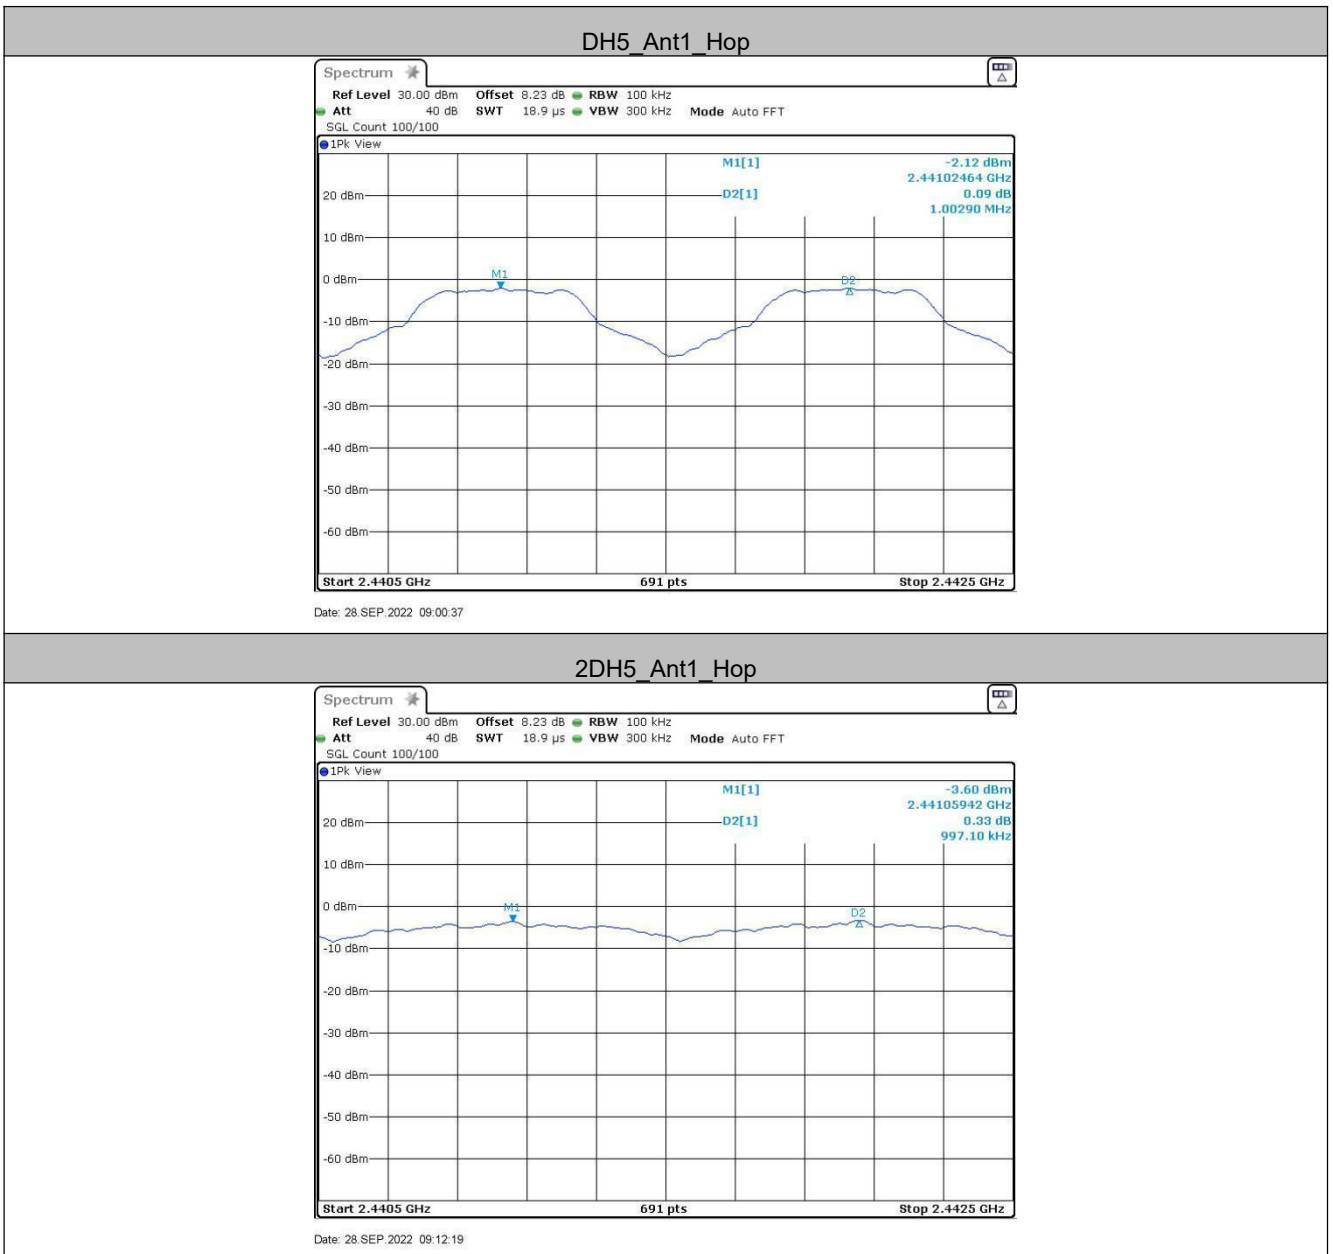 DH5_Ant1_Hop
Spectrum
Ref Level 30.00 dBm Offset 8.23 dB RBW 100 kHz
Att 40 dB SWT 18.9 µs VBW 300 kHz Mode Auto FFT
SGL Count 100/100
1Pk View
M1[1] -2.12 dBm
2.44102464 GHz
20 dBm D2[1] 0.09 dB
1.00290 MHz
10 dBm
M1
0 dBm D2
-10 dBm
-20 dBm
-30 dBm
-40 dBm
-50 dBm
-60 dBm
Start 2.4405 GHz 691 pts Stop 2.4425 GHz
Date: 28.SEP.2022 09:00:37
2DH5_Ant1_Hop
Spectrum
Ref Level 30.00 dBm Offset 8.23 dB RBW 100 kHz
Att 40 dB SWT 18.9 µs VBW 300 kHz Mode Auto FFT
SGL Count 100/100
1Pk View
M1[1] -3.60 dBm
2.44105942 GHz
20 dBm D2[1] 0.33 dB
997.10 kHz
10 dBm
0 dBm M1 D2
-10 dBm
-20 dBm
-30 dBm
-40 dBm
-50 dBm
-60 dBm
Start 2.4405 GHz 691 pts Stop 2.4425 GHz
Date: 28.SEP.2022 09:12:19